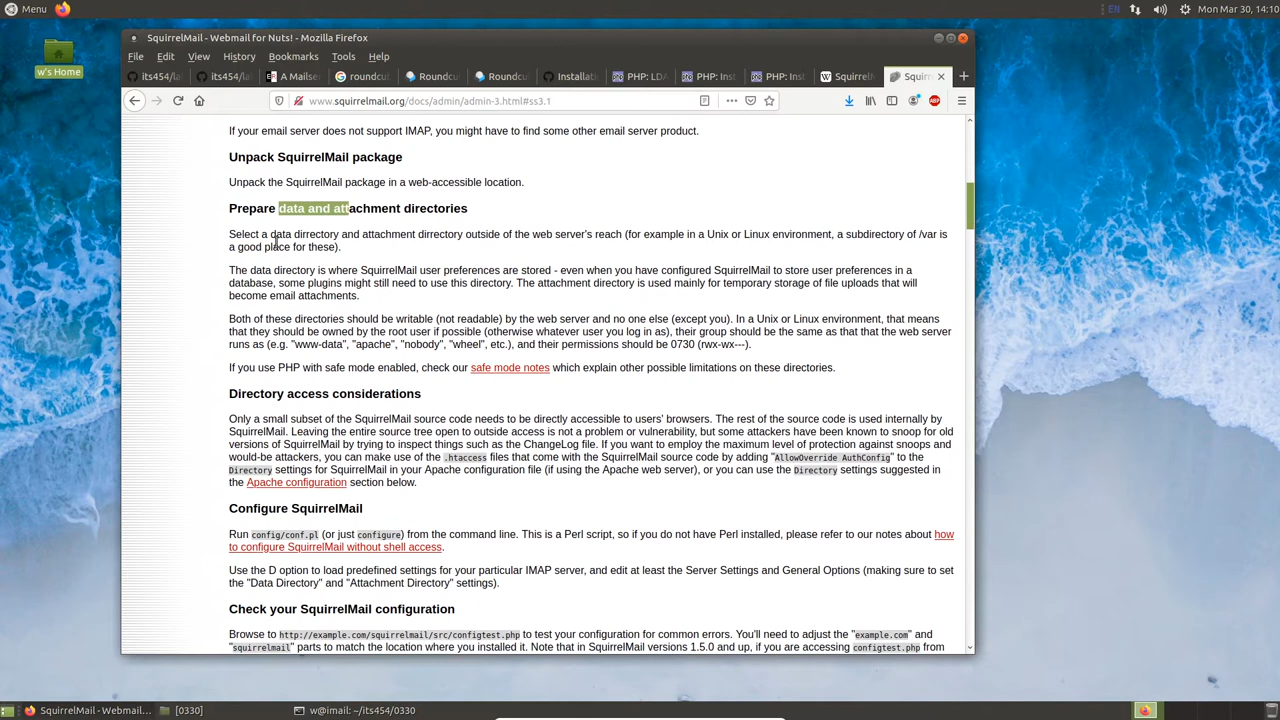 Menu
EN
Mon Mar 30, 14:10
w's Home
SquirrelMail - Webmail for Nuts! - Mozilla Firefox
File Edit View History Bookmarks Tools Help
its454/lab
its454/lab
A Mailser
roundcub
Roundcu
Roundcu
Installatio
PHP: LDA
PHP: Inst
PHP: Inst
SquirrelM
Squirr
www.squirrelmail.org/docs/admin/admin-3.html#ss3.1
If your email server does not support IMAP, you might have to find some other email server product.
Unpack SquirrelMail package
Unpack the SquirrelMail package in a web-accessible location.
Prepare data and attachment directories
Select a data directory and attachment directory outside of the web server's reach (for example in a Unix or Linux environment, a subdirectory of /var is
a good place for these).
The data directory is where SquirrelMail user preferences are stored - even when you have configured SquirrelMail to store user preferences in a
database, some plugins might still need to use this directory. The attachment directory is used mainly for temporary storage of file uploads that will
become email attachments.
Both of these directories should be writable (not readable) by the web server and no one else (except you). In a Unix or Linux environment, that means
that they should be owned by the root user if possible (otherwise whatever user you log in as), their group should be the same as that that the web server
runs as (e.g. "www-data", "apache", "nobody", "wheel", etc.), and their permissions should be 0730 (rwx-wx---).
If you use PHP with safe mode enabled, check our safe mode notes which explain other possible limitations on these directories.
Directory access considerations
Only a small subset of the SquirrelMail source code needs to be directly accessible to users' browsers. The rest of the source code is used internally by
SquirrelMail. Leaving the entire source tree open to outside access is not a problem or vulnerability, but some attackers have been known to snoop for old
versions of SquirrelMail by trying to inspect things such as the ChangeLog file. If you want to employ the maximum level of protection against snoops and
would-be attackers, you can make use of the .htaccess files that come with the SquirrelMail source code by adding "AllowOverride AuthConfig" to the
Directory settings for SquirrelMail in your Apache configuration file (if using the Apache web server), or you can use the Directory settings suggested in
the Apache configuration section below.
Configure SquirrelMail
Run config/conf.pl (or just configure) from the command line. This is a Perl script, so if you do not have Perl installed, please refer to our notes about how
to configure SquirrelMail without shell access.
Use the D option to load predefined settings for your particular IMAP server, and edit at least the Server Settings and General Options (making sure to set
the "Data Directory" and "Attachment Directory" settings).
Check your SquirrelMail configuration
Browse to http://example.com/squirrelmail/src/configtest.php to test your configuration for common errors. You'll need to adjust the "example.com" and
"squirrelmail" parts to match the location where you installed it. Note that in SquirrelMail versions 1.5.0 and up, if you are accessing configtest.php from
SquirrelMail - Webmail...
[0330]
w@imail: ~/its454/0330